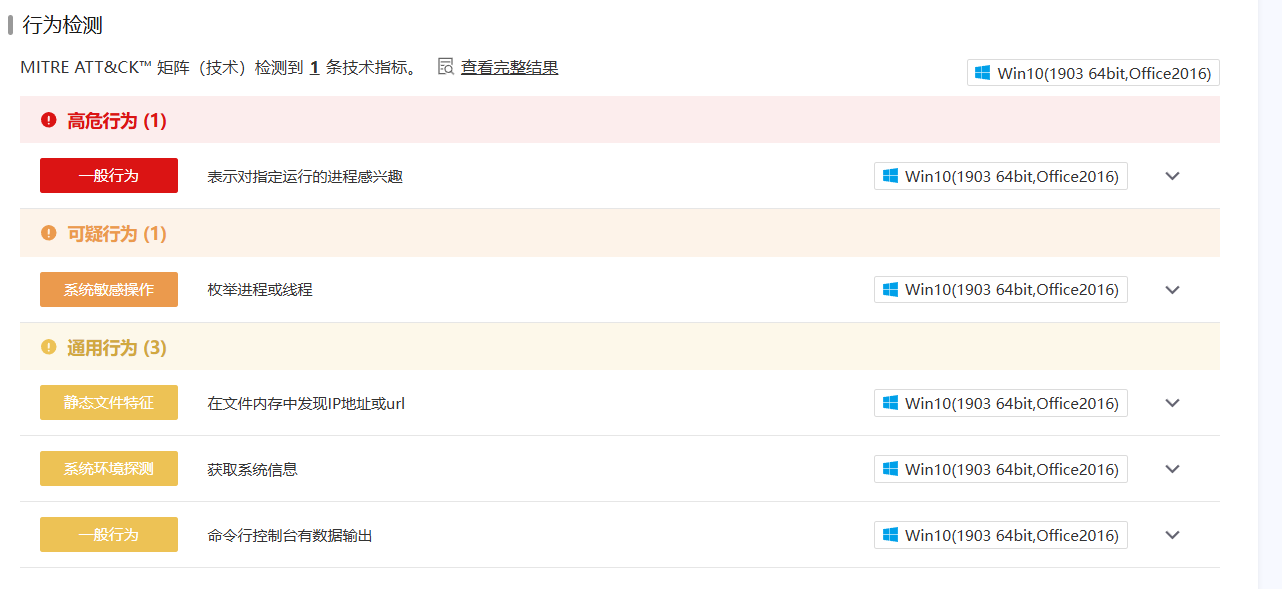 行为检测
MITRE ATT&CK™ 矩阵（技术）检测到 1 条技术指标。 查看完整结果
Win10(1903 64bit,Office2016)
高危行为 (1)
一般行为 表示对指定运行的进程感兴趣 Win10(1903 64bit,Office2016)
可疑行为 (1)
系统敏感操作 枚举进程或线程 Win10(1903 64bit,Office2016)
通用行为 (3)
静态文件特征 在文件内存中发现IP地址或url Win10(1903 64bit,Office2016)
系统环境探测 获取系统信息 Win10(1903 64bit,Office2016)
一般行为 命令行控制台有数据输出 Win10(1903 64bit,Office2016)